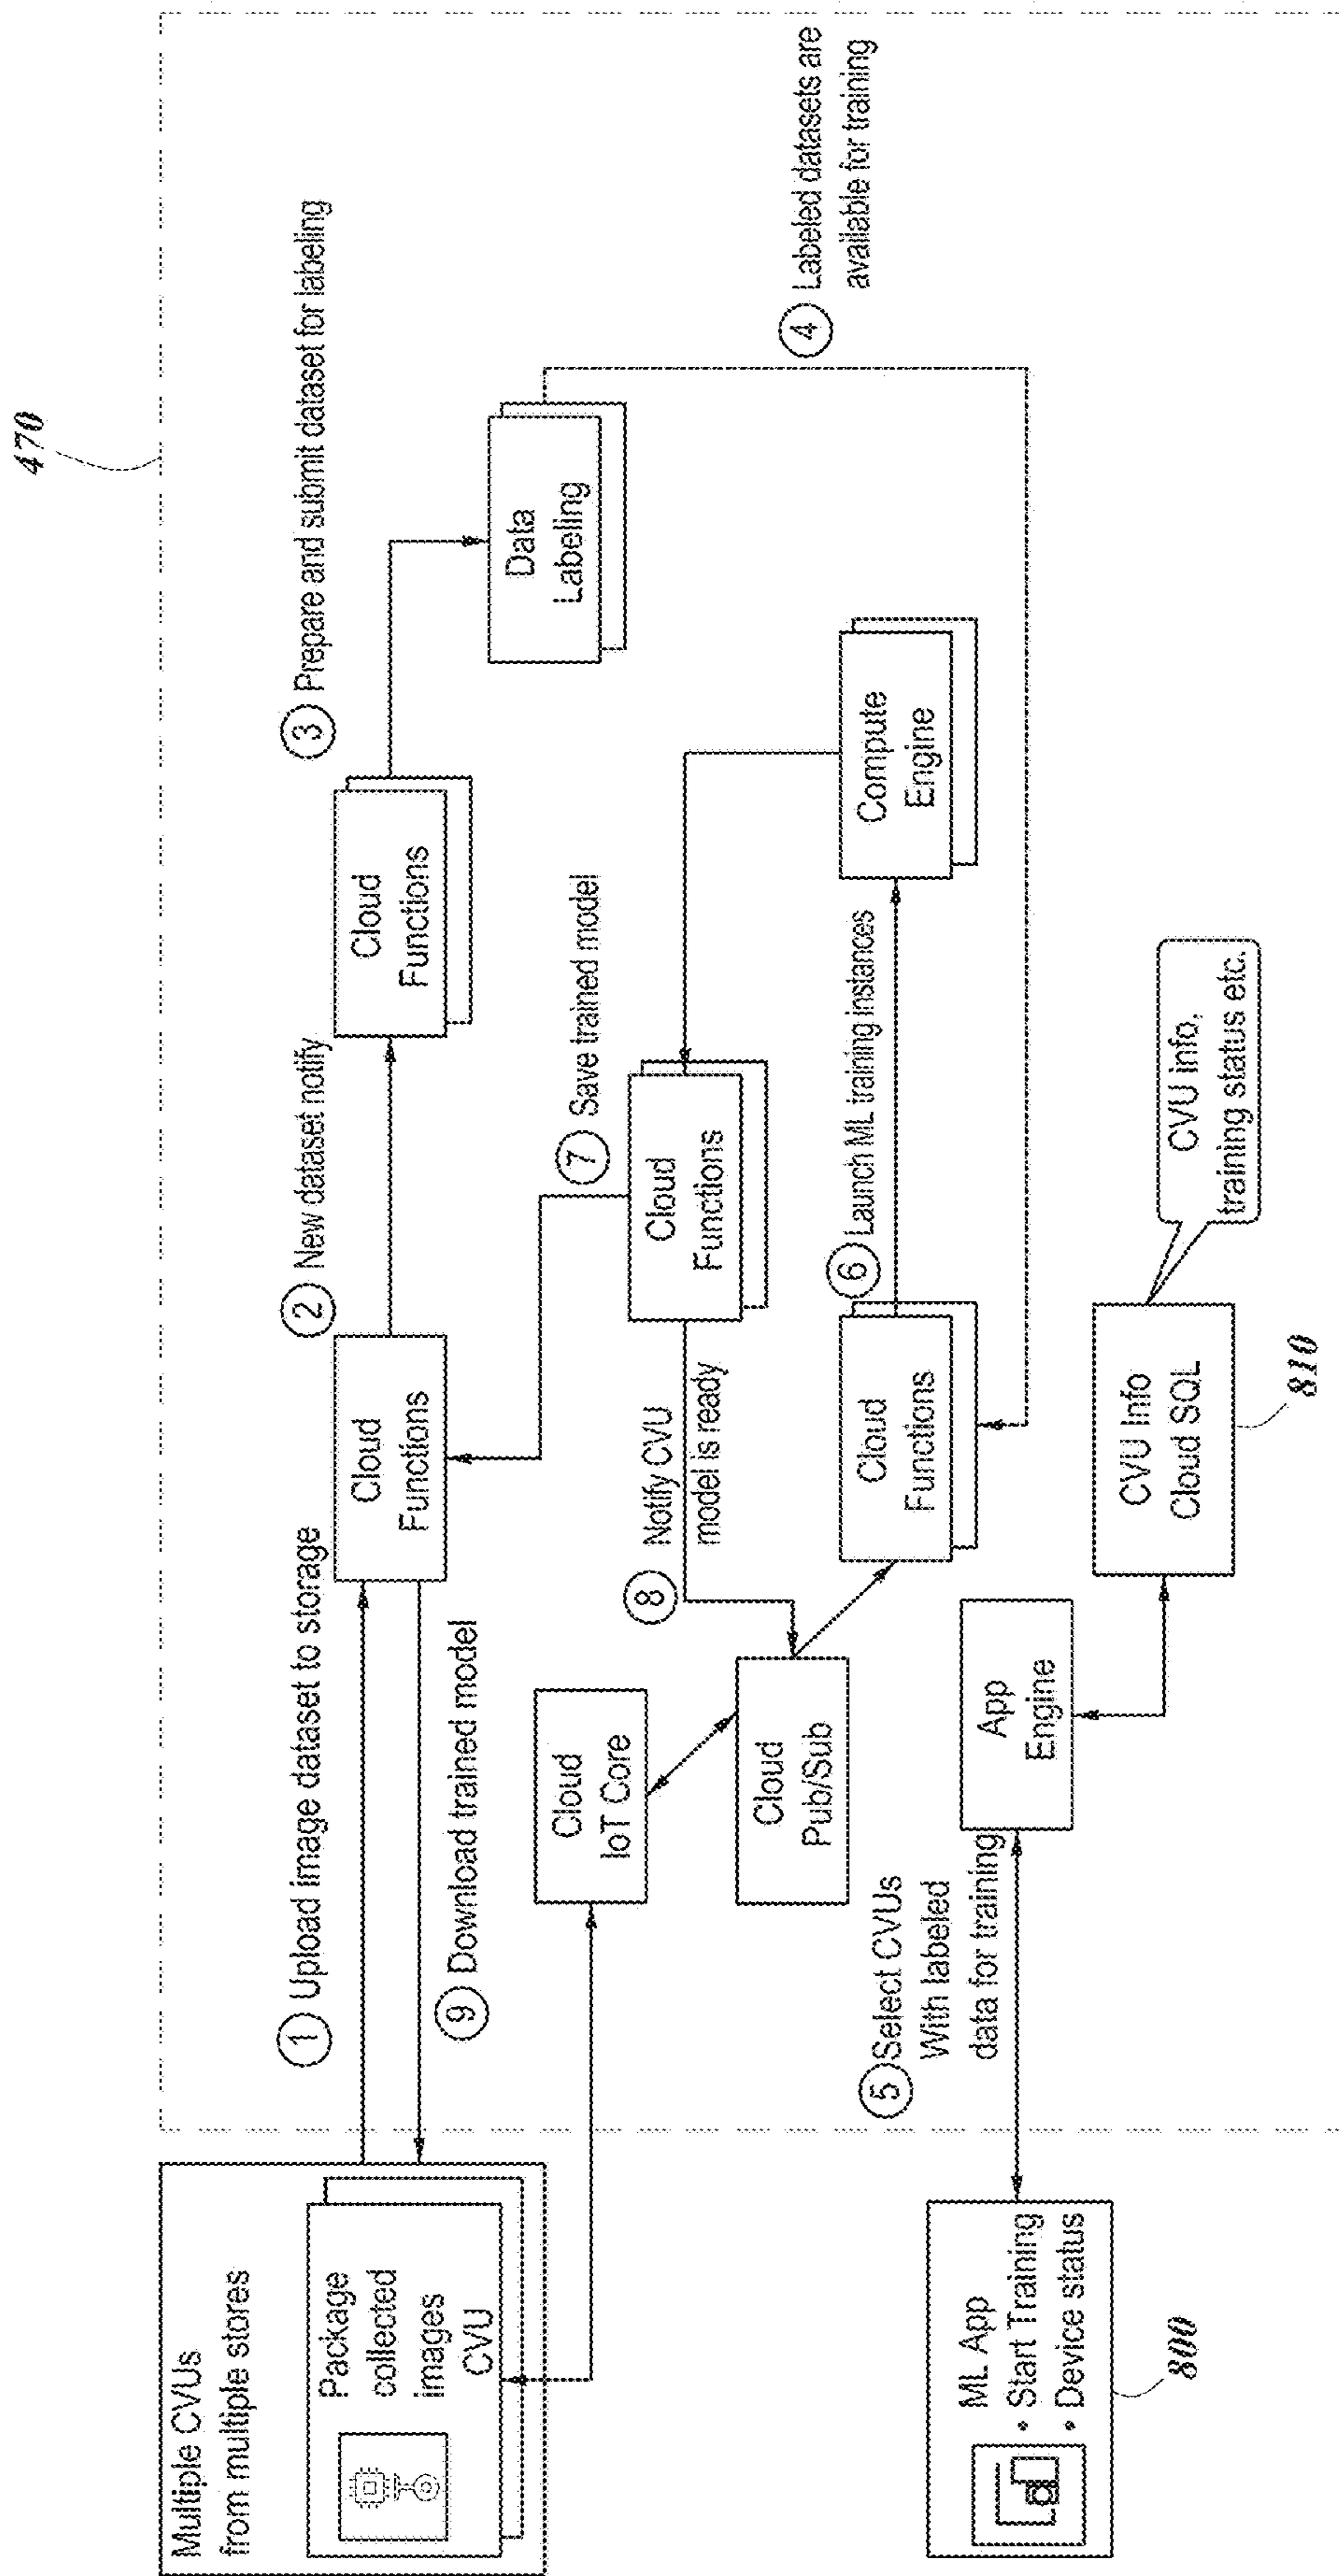 470
Multiple CVUs
from multiple stores
Package
collected
images
CVU
1 Upload image dataset to storage
Cloud
Functions
2 New dataset notify
Cloud
Functions
3 Prepare and submit dataset for labeling
Data
Labeling
4 Labeled datasets are
available for training
9 Download trained model
7 Save trained model
Cloud
Functions
8 Notify CVU
model is ready
Cloud
IoT Core
Cloud
Pub/Sub
Cloud
Functions
6 Launch ML training instances
Compute
Engine
5 Select CVUs
With labeled
data for training
App
Engine
CVU Info
Cloud SQL
CVU info,
training status etc.
810
ML App
• Start Training
• Device status
800